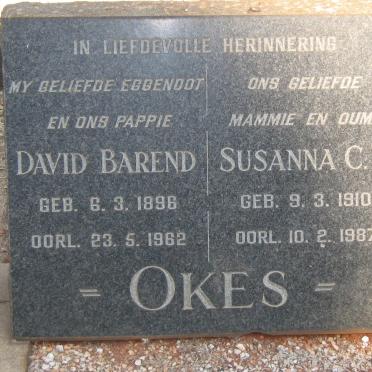 IN LIEFDEVOLLE HERINNERING
MY GELIEFDE EGGENOOT
EN ONS PAPPIE
DAVID BAREND
GEB. 6. 3. 1896
OORL. 23. 5. 1962
ONS GELIEFDE
MAMMIE EN OUM
SUSANNA C.
GEB. 9. 3. 1910
OORL. 10. 2. 1987
= OKES =